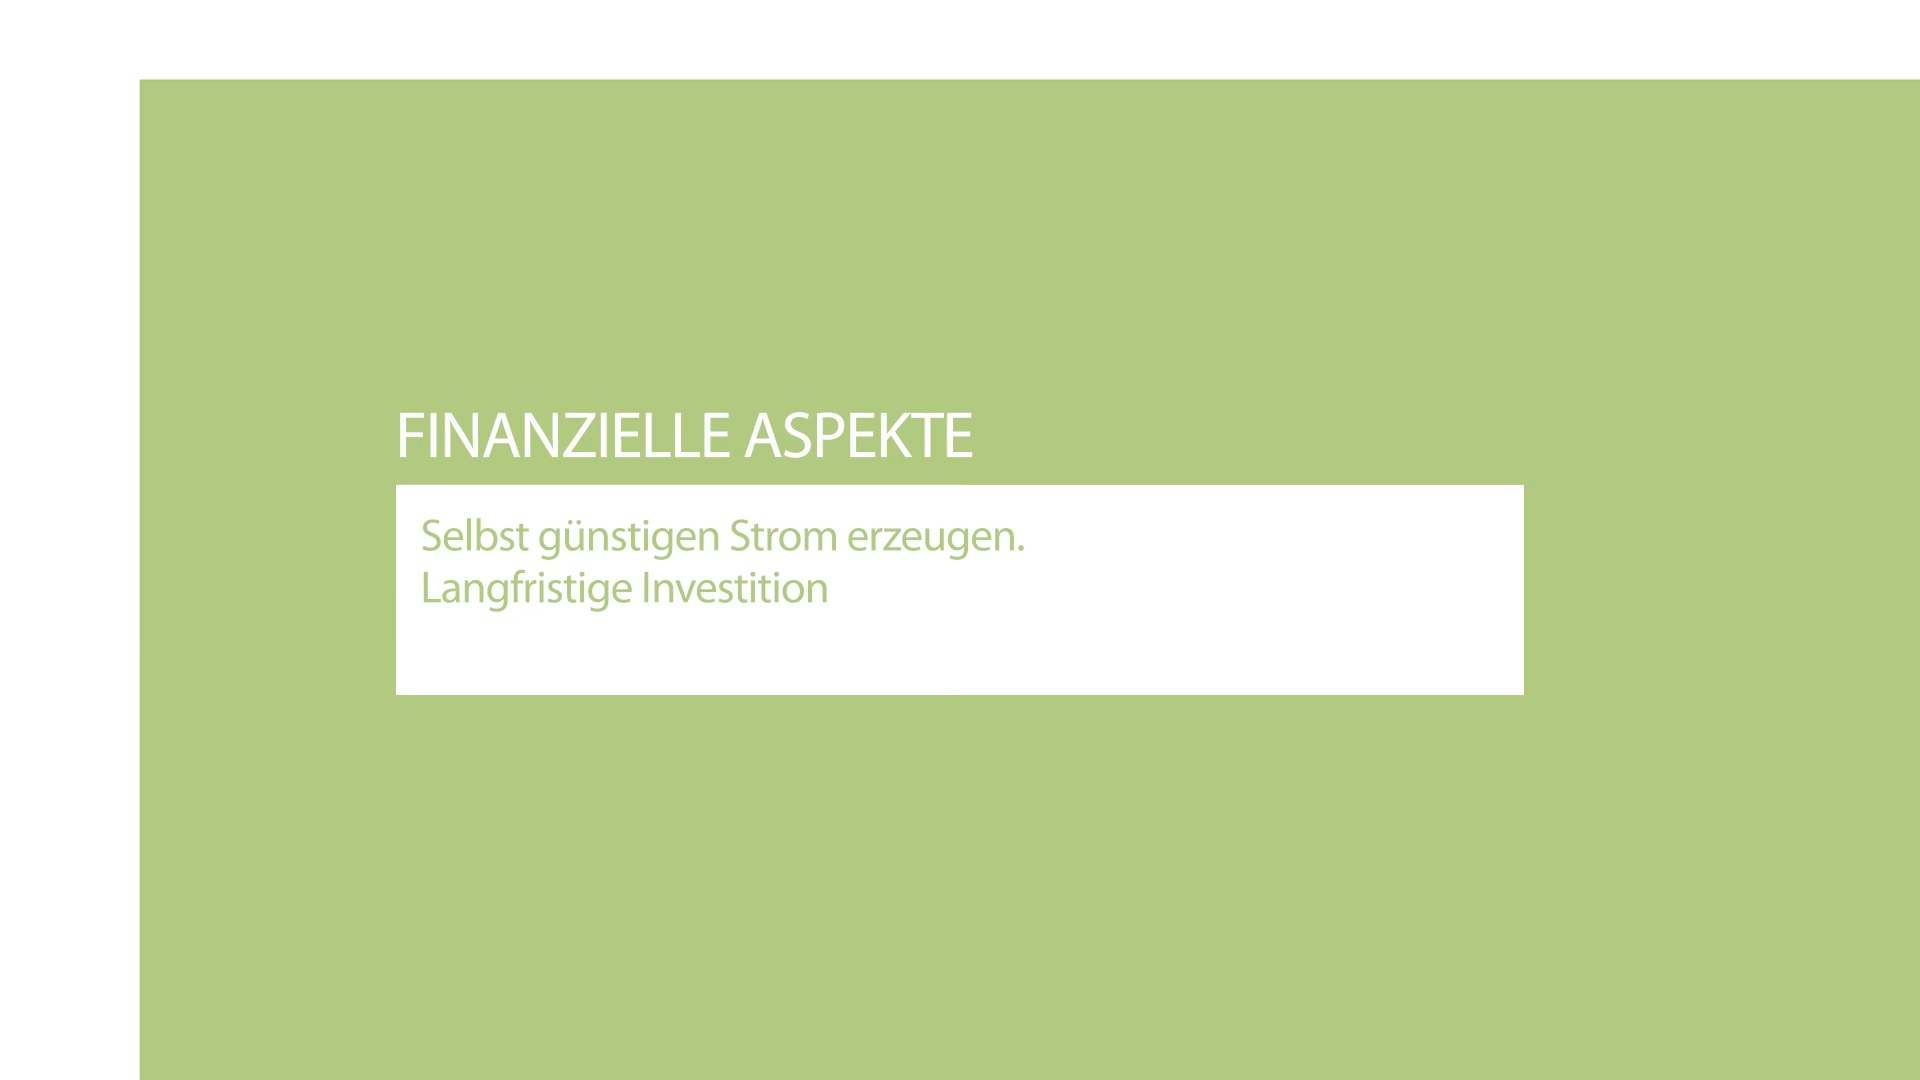 FINANZIELLE ASPEKTE
Selbst günstigen Strom erzeugen.
Langfristige Investition